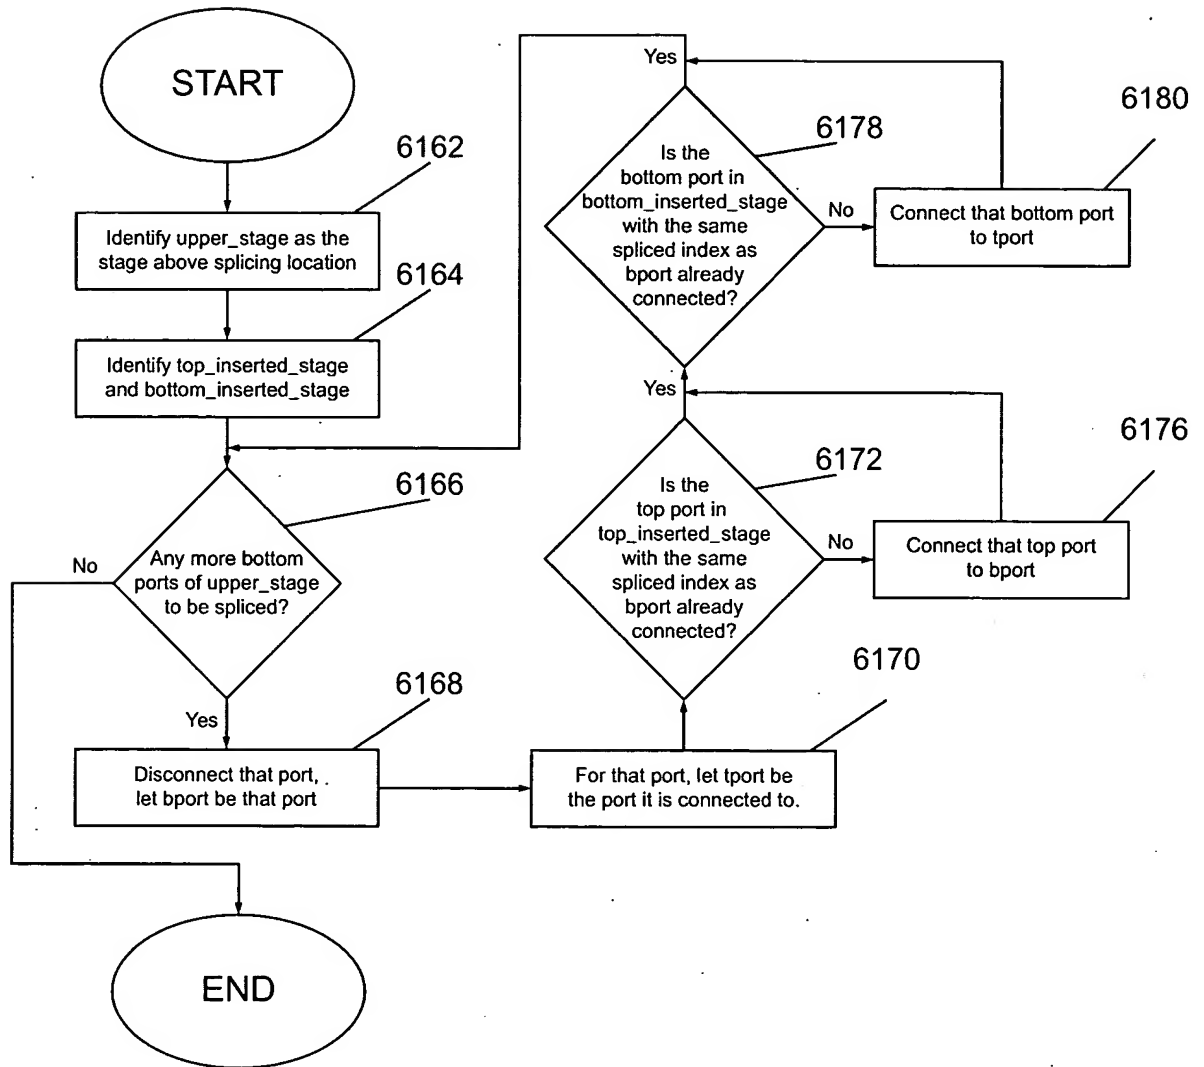 START
6162
Identify upper_stage as the
stage above splicing location
6164
Identify top_inserted_stage
and bottom_inserted_stage
6166
Any more bottom
ports of upper_stage
to be spliced?
No
Yes
6168
Disconnect that port,
let bport be that port
6170
For that port, let tport be
the port it is connected to.
6172
Is the
top port in
top_inserted_stage
with the same
spliced index as
bport already
connected?
No
Yes
6176
Connect that top port
to bport
6178
Is the
bottom port in
bottom_inserted_stage
with the same
spliced index as
bport already
connected?
No
Yes
6180
Connect that bottom port
to tport
END